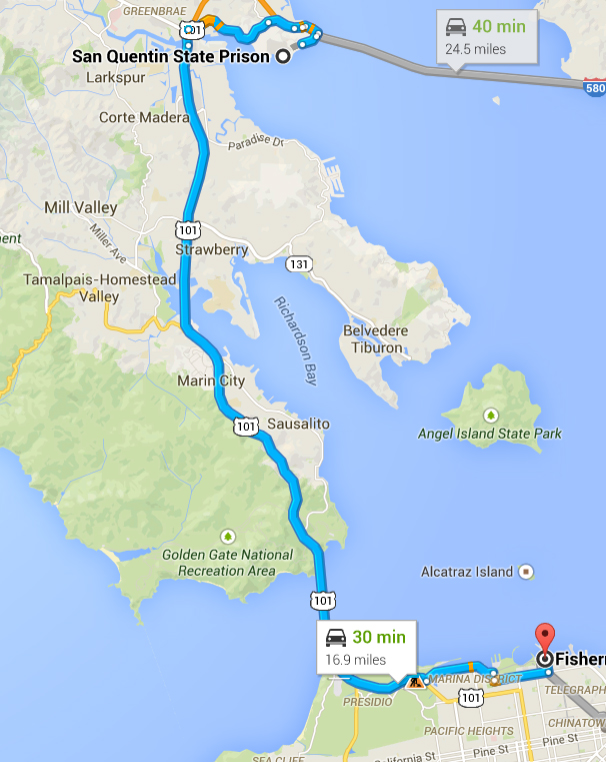 GREENBRAE
101
40 min
24.5 miles
San Quentin State Prison
580
Larkspur
Corte Madera
Paradise Dr
Mill Valley
Miller Ave
101
Strawberry
ent
131
Tamalpais-Homestead
Valley
Richardson Bay
Belvedere
Tiburon
Marin City
101
Sausalito
Angel Island State Park
Golden Gate National
Recreation Area
Alcatraz Island
101
30 min
16.9 miles
Fisherm
MARINA DISTRICT
PRESIDIO
101
TELEGRAPH
CHINATOW
PACIFIC HEIGHTS
Pine St
Pine St
California St
SEA CLIFF